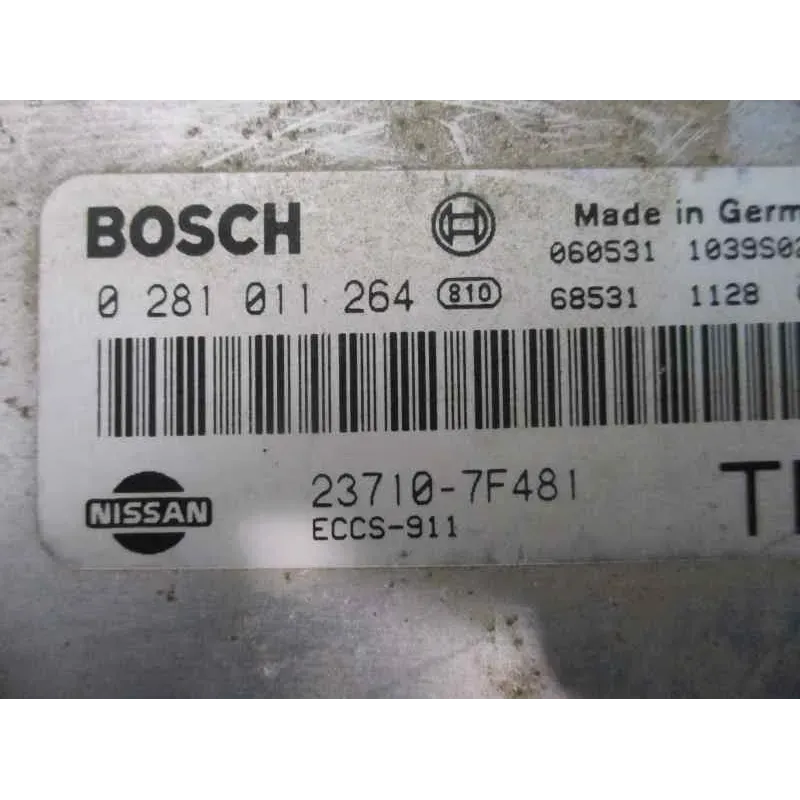 BOSCH
Made in Germ
060531 1039S02
0 281 011 264 810
68531 1128
23710-7F481
ECCS-911
NISSAN